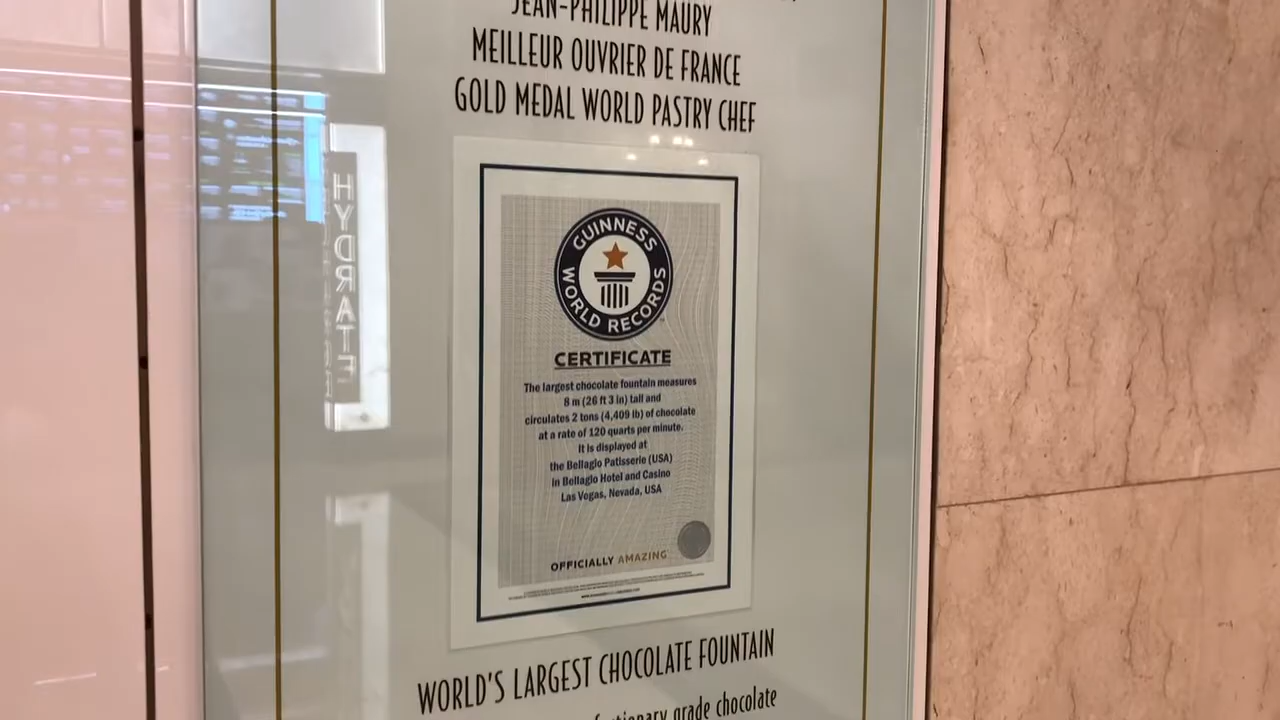 JEAN-PHILIPPE MAURY
MEILLEUR OUVRIER DE FRANCE
GOLD MEDAL WORLD PASTRY CHEF
GUINNESS
WORLD RECORDS
CERTIFICATE
The largest chocolate fountain measures
8 m (26 ft 3 in) tall and
circulates 2 tons (4,409 lb) of chocolate
at a rate of 120 quarts per minute.
It is displayed at
the Bellagio Patisserie (USA)
in Bellagio Hotel and Casino
Las Vegas, Nevada, USA
OFFICIALLY AMAZING
WORLD'S LARGEST CHOCOLATE FOUNTAIN
grade chocolate
HYDRATE